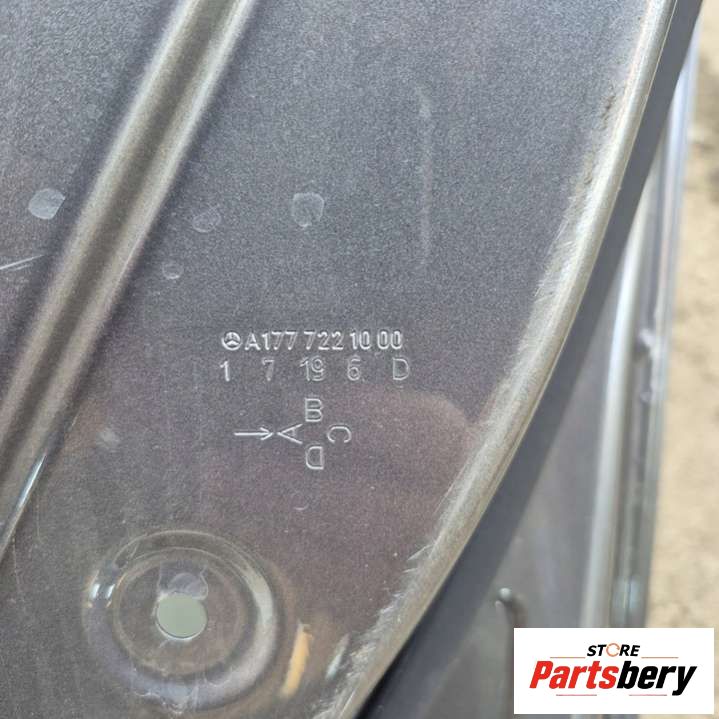 A177 722 10 00
1 7 19 6 D
B
A C
D
STORE
Partsbery